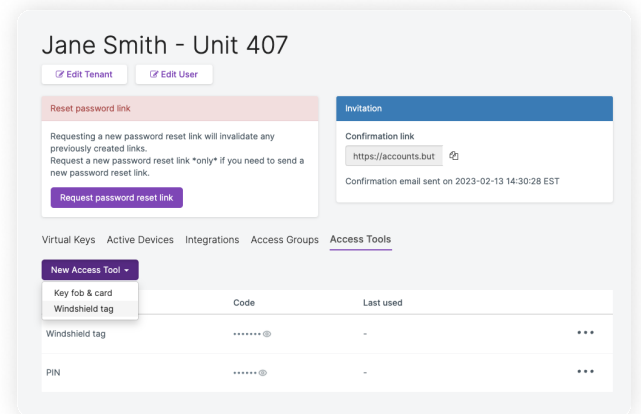 Jane Smith - Unit 407
Edit Tenant
Edit User
Reset password link
Requesting a new password reset link will invalidate any
previously created links.
Request a new password reset link *only* if you need to send a
new password reset link.
Request password reset link
Invitation
Confirmation link
https://accounts.but
Confirmation email sent on 2023-02-13 14:30:28 EST
Virtual Keys Active Devices Integrations Access Groups Access Tools
New Access Tool
Key fob & card
Windshield tag
Code Last used
Windshield tag ••••••• - •••
PIN •••••• - •••